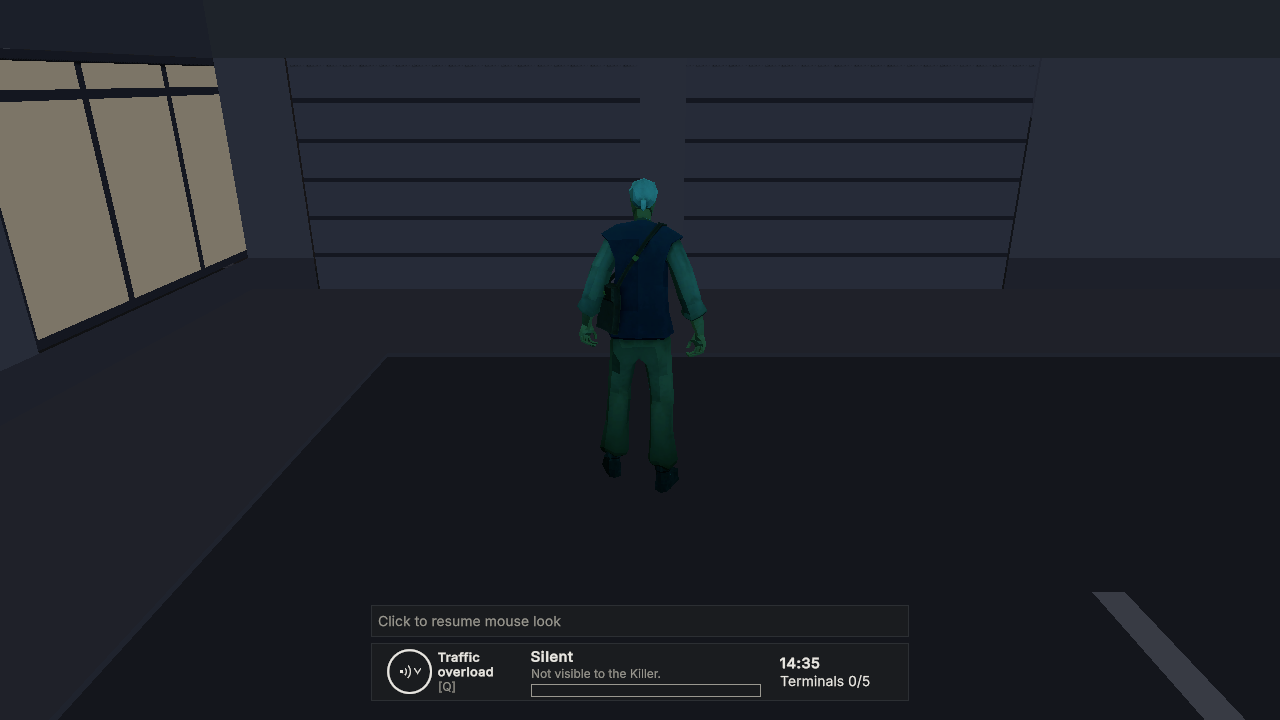 Click to resume mouse look
Traffic
overload
[Q]
Silent
Not visible to the Killer.
14:35
Terminals 0/5